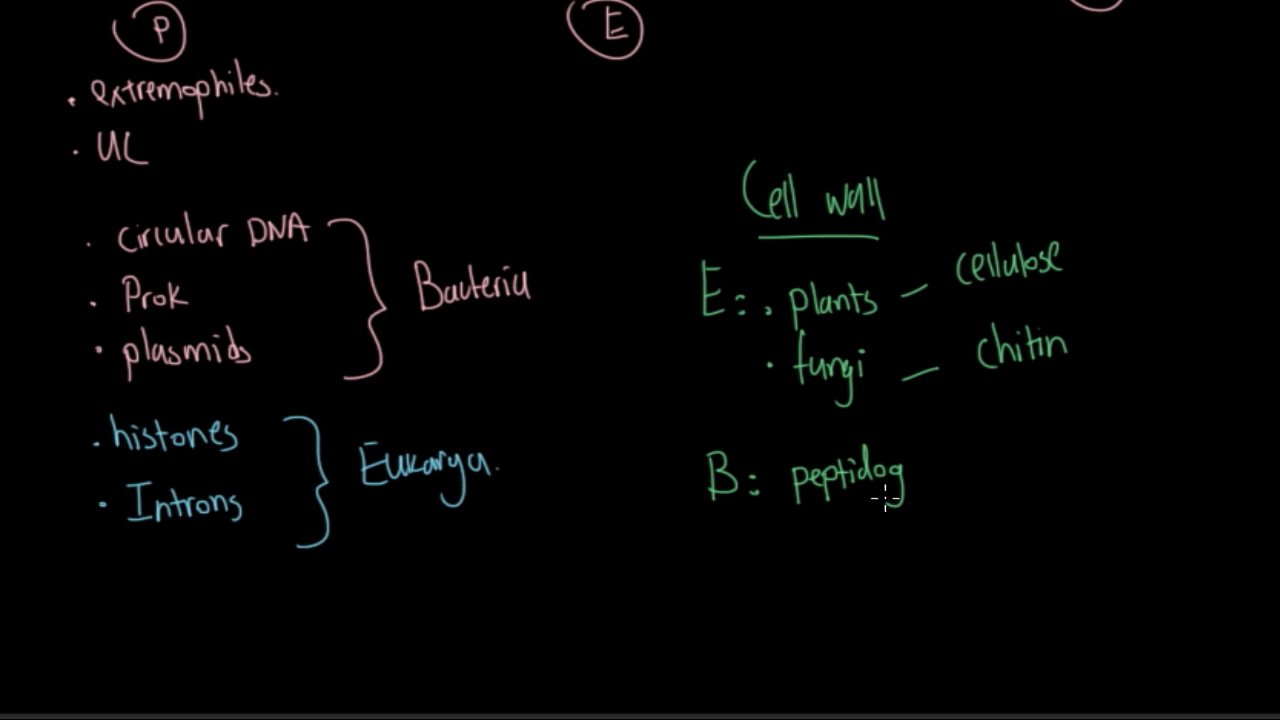 P
E
• extremophiles.
• UC
• circular DNA
• Prok
• plasmids
Bacteria
• histones
• Introns
Eukarya.
Cell wall
E: • plants – cellulose
• fungi – chitin
B: peptidog